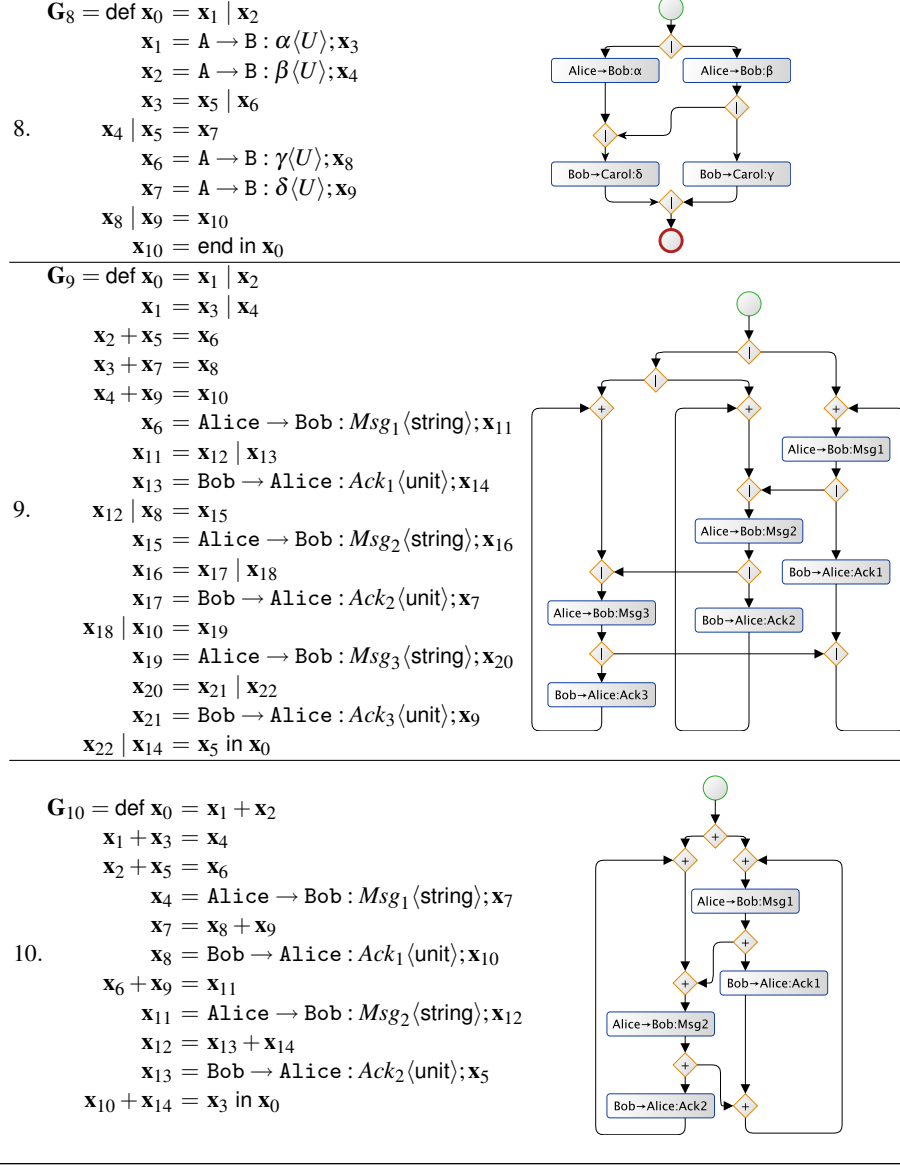 8.
G₈ = def x₀ = x₁ | x₂
x₁ = A → B : α⟨U⟩;x₃
x₂ = A → B : β⟨U⟩;x₄
x₃ = x₅ | x₆
x₄ | x₅ = x₇
x₆ = A → B : γ⟨U⟩;x₈
x₇ = A → B : δ⟨U⟩;x₉
x₈ | x₉ = x₁₀
x₁₀ = end in x₀
|
Alice→Bob:α Alice→Bob:β
|
|
Bob→Carol:δ Bob→Carol:γ
|
9.
G₉ = def x₀ = x₁ | x₂
x₁ = x₃ | x₄
x₂ + x₅ = x₆
x₃ + x₇ = x₈
x₄ + x₉ = x₁₀
x₆ = Alice → Bob : Msg₁⟨string⟩;x₁₁
x₁₁ = x₁₂ | x₁₃
x₁₃ = Bob → Alice : Ack₁⟨unit⟩;x₁₄
x₁₂ | x₈ = x₁₅
x₁₅ = Alice → Bob : Msg₂⟨string⟩;x₁₆
x₁₆ = x₁₇ | x₁₈
x₁₇ = Bob → Alice : Ack₂⟨unit⟩;x₇
x₁₈ | x₁₀ = x₁₉
x₁₉ = Alice → Bob : Msg₃⟨string⟩;x₂₀
x₂₀ = x₂₁ | x₂₂
x₂₁ = Bob → Alice : Ack₃⟨unit⟩;x₉
x₂₂ | x₁₄ = x₅ in x₀
|
|
+ + +
Alice→Bob:Msg1
| |
Alice→Bob:Msg2
| |
Bob→Alice:Ack1
Alice→Bob:Msg3
Bob→Alice:Ack2
| |
Bob→Alice:Ack3
10.
G₁₀ = def x₀ = x₁ + x₂
x₁ + x₃ = x₄
x₂ + x₅ = x₆
x₄ = Alice → Bob : Msg₁⟨string⟩;x₇
x₇ = x₈ + x₉
x₈ = Bob → Alice : Ack₁⟨unit⟩;x₁₀
x₆ + x₉ = x₁₁
x₁₁ = Alice → Bob : Msg₂⟨string⟩;x₁₂
x₁₂ = x₁₃ + x₁₄
x₁₃ = Bob → Alice : Ack₂⟨unit⟩;x₅
x₁₀ + x₁₄ = x₃ in x₀
+
+ +
Alice→Bob:Msg1
+
+
Bob→Alice:Ack1
Alice→Bob:Msg2
+
Bob→Alice:Ack2
+